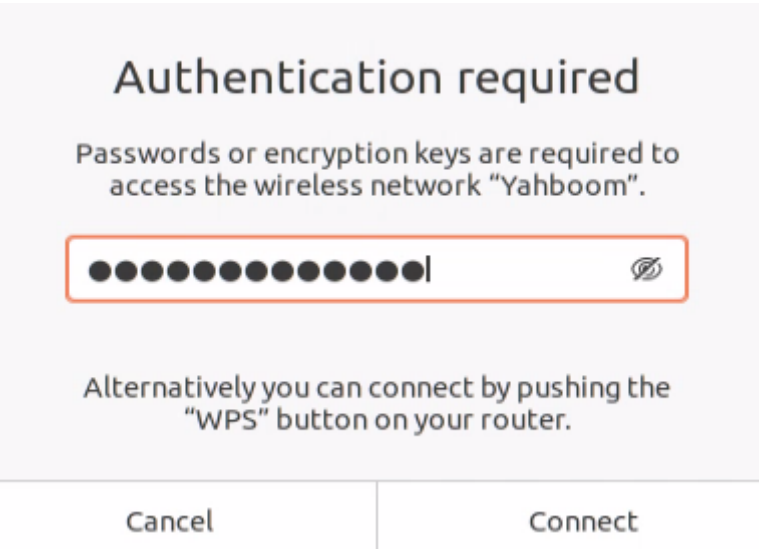 Authentication required
Passwords or encryption keys are required to
access the wireless network “Yahboom”.
●●●●●●●●●●●●●
Alternatively you can connect by pushing the
“WPS” button on your router.
Cancel
Connect